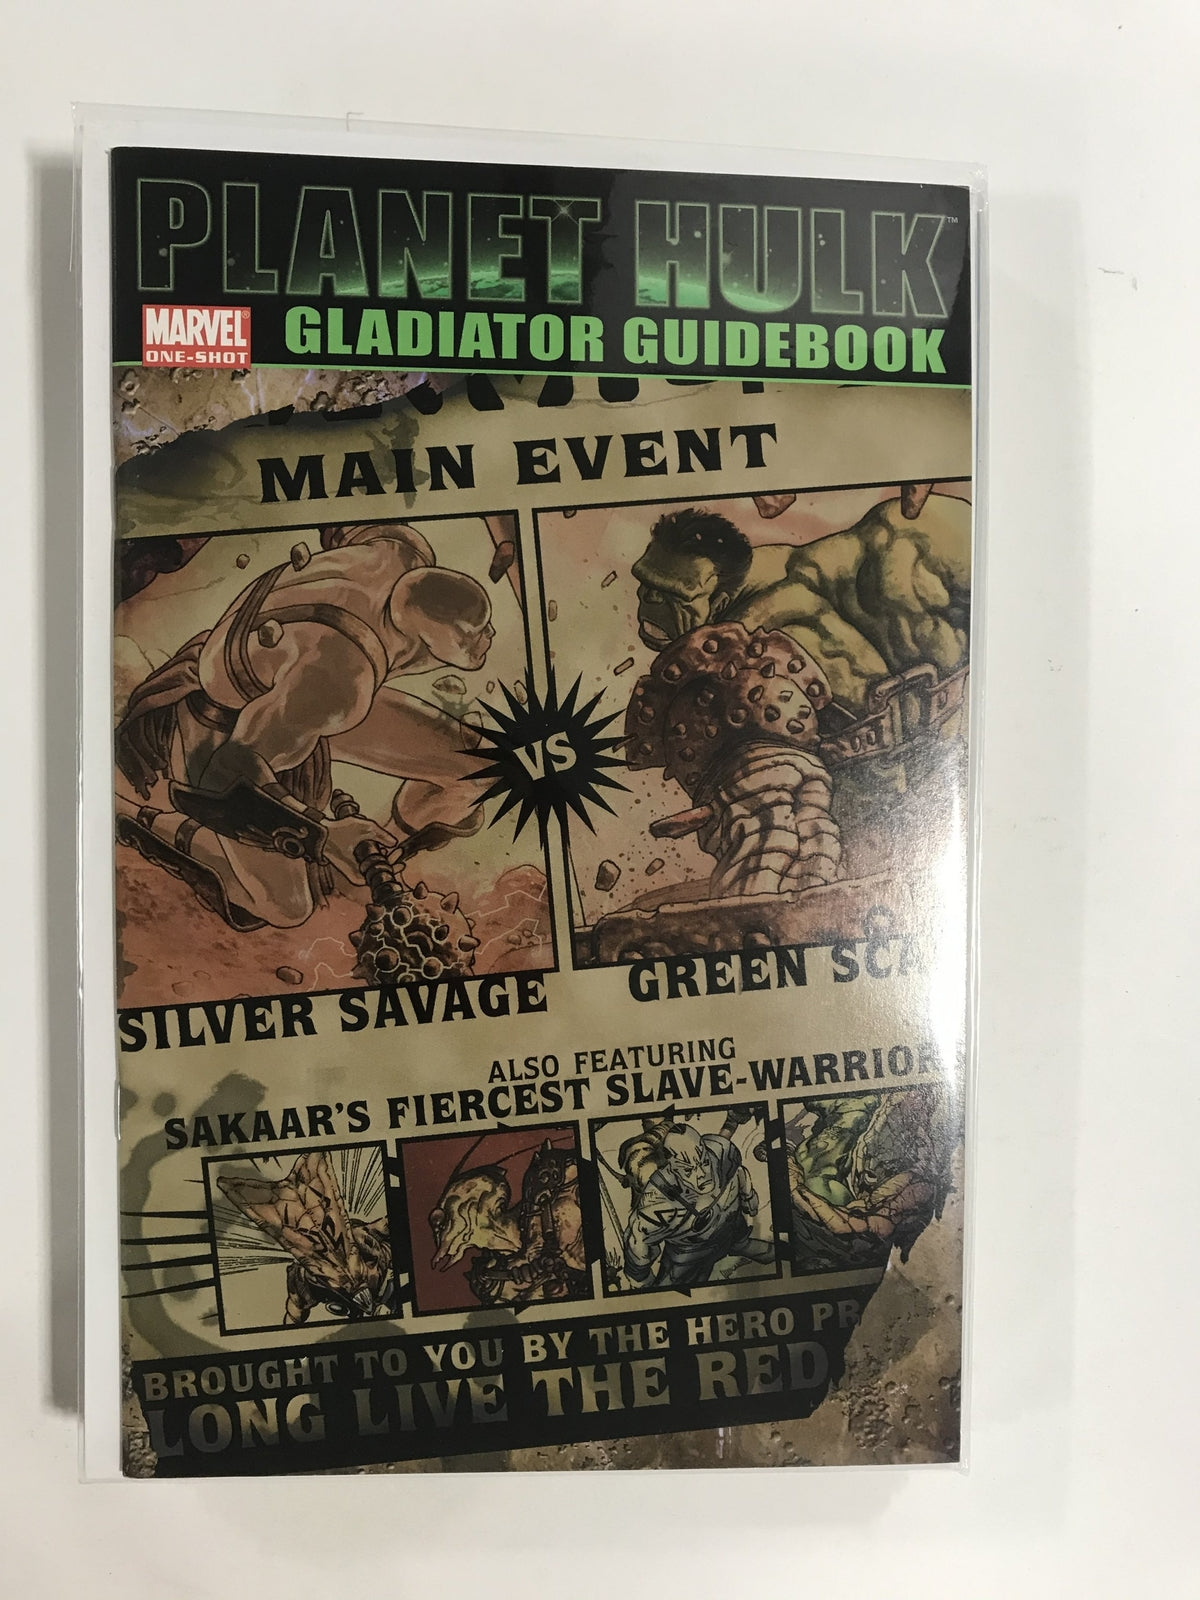 PLANET HULK™
MARVEL®
ONE-SHOT
GLADIATOR GUIDEBOOK
MAIN EVENT
VS
SILVER SAVAGE
GREEN SCA
ALSO FEATURING
SAKAAR'S FIERCEST SLAVE-WARRIOR
BROUGHT TO YOU BY THE HERO PR
LONG LIVE THE RED